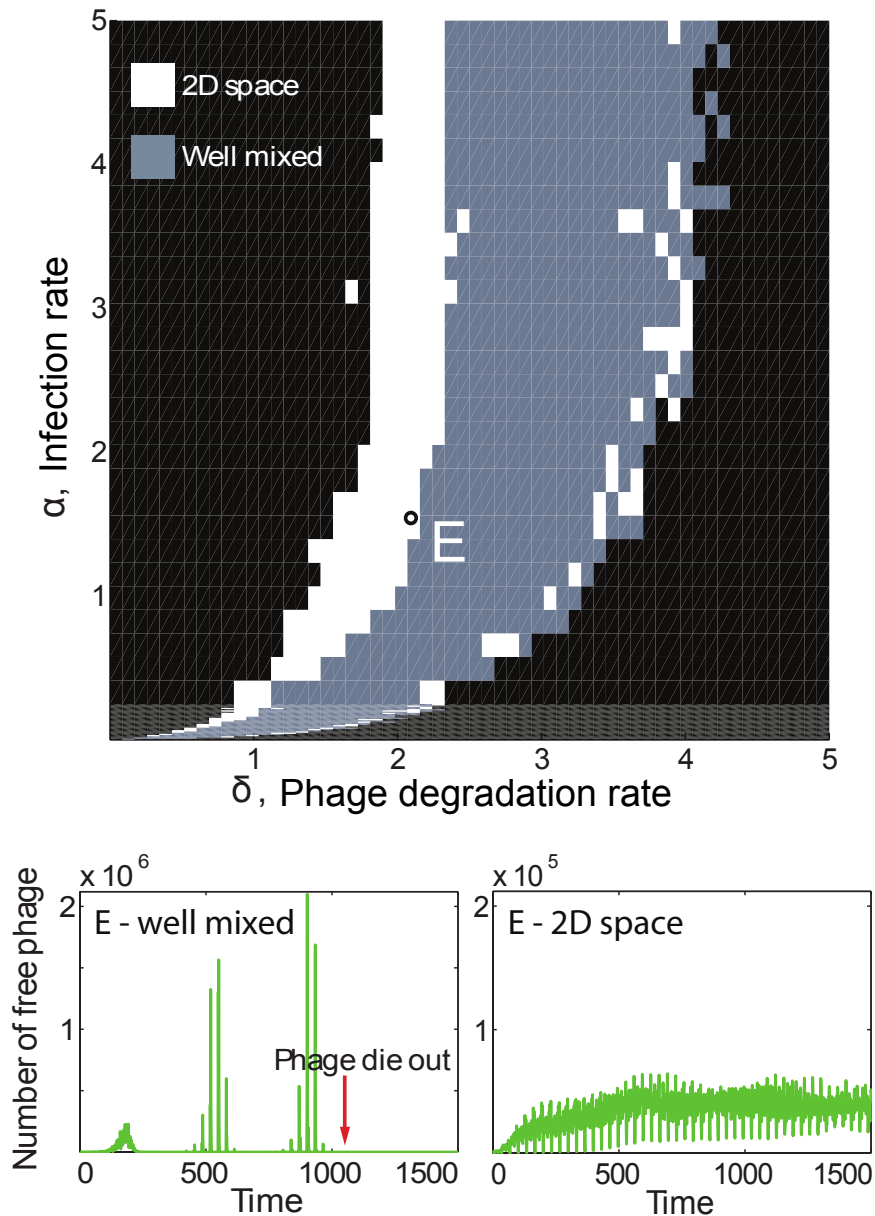 5
2D space
Well mixed
4
3
α, Infection rate
2
E
1
1 2 3 4 5
δ, Phage degradation rate
x 10^6
2
E - well mixed
1
Phage die out
Number of free phage
0 500 1000 1500
Time
x 10^5
2
E - 2D space
1
0 500 1000 1500
Time